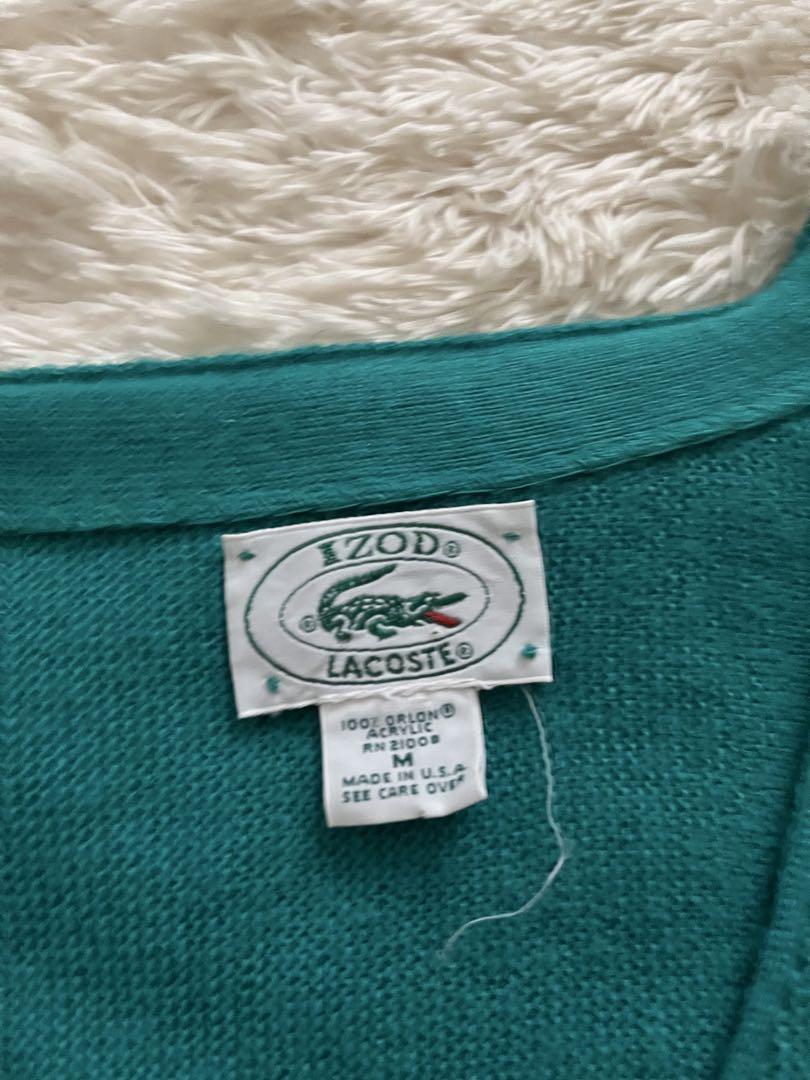 IZOD®
®
LACOSTE®
100% ORLON®
ACRYLIC
RN 21008
M
MADE IN U.S.A
SEE CARE OVER